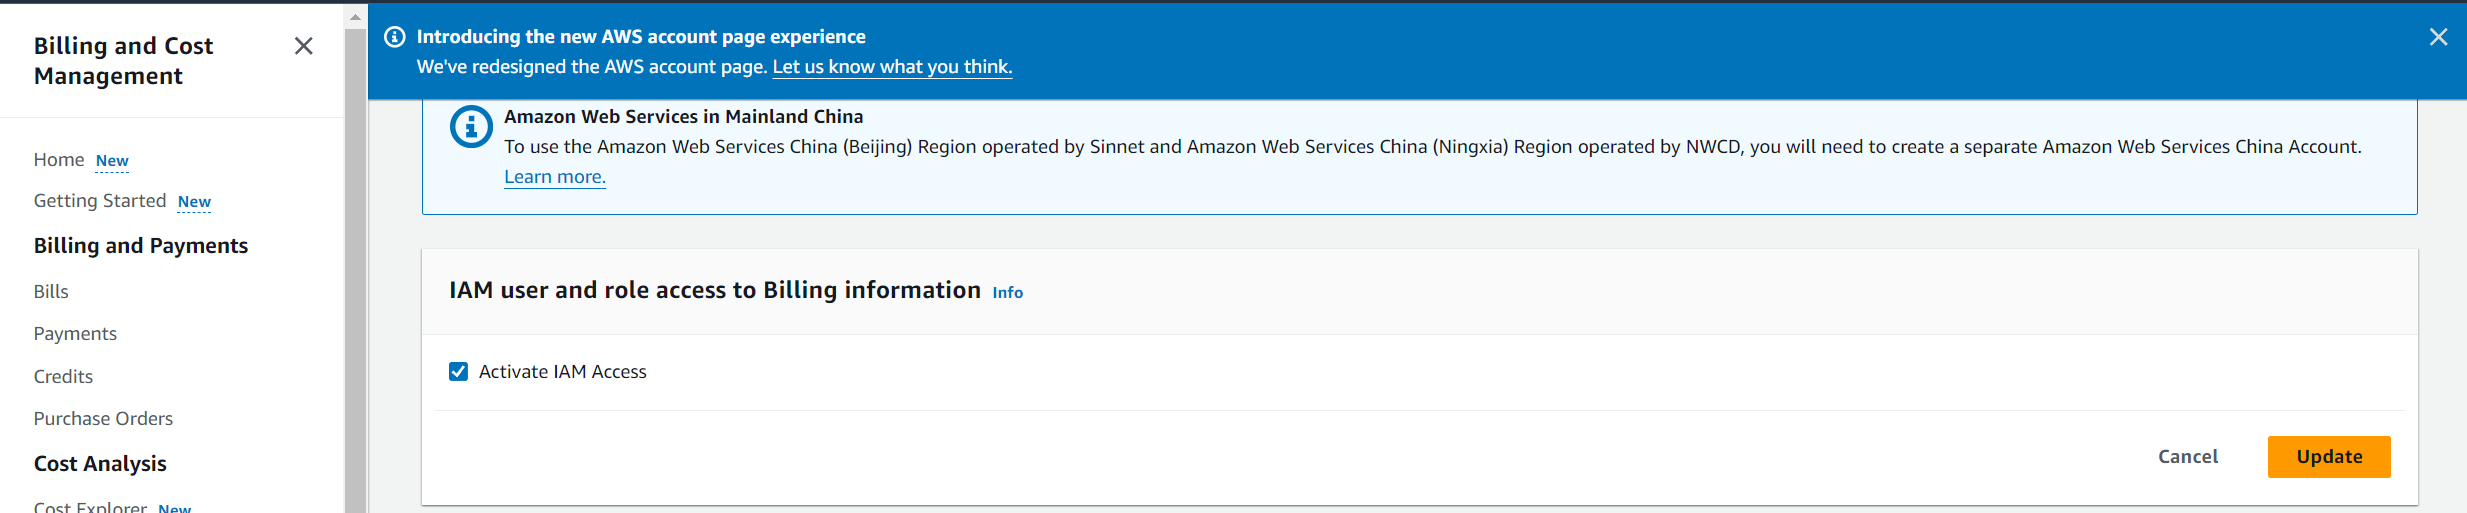 Billing and Cost
Management
Home New
Getting Started New
Billing and Payments
Bills
Payments
Credits
Purchase Orders
Cost Analysis
Cost Explorer New
Introducing the new AWS account page experience
We've redesigned the AWS account page. Let us know what you think.
Amazon Web Services in Mainland China
To use the Amazon Web Services China (Beijing) Region operated by Sinnet and Amazon Web Services China (Ningxia) Region operated by NWCD, you will need to create a separate Amazon Web Services China Account.
Learn more.
IAM user and role access to Billing information Info
Activate IAM Access
Cancel Update